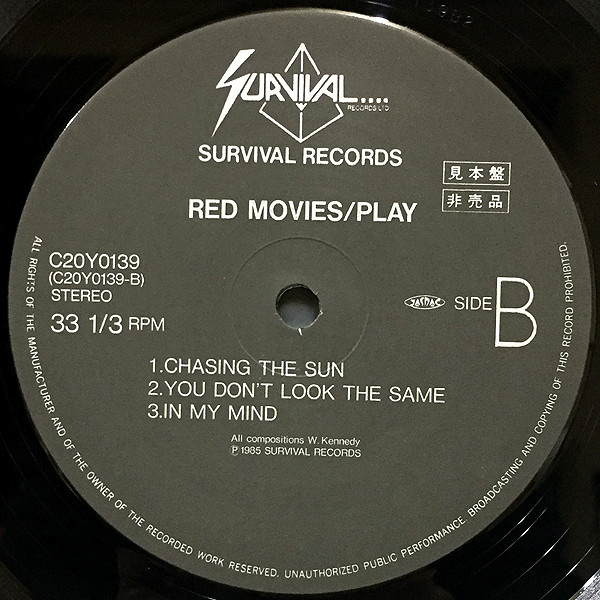 SURVIVAL....
RECORDS LTD
SURVIVAL RECORDS
見本盤
非売品
RED MOVIES/PLAY
C20Y0139
(C20Y0139-B)
STEREO
33 1/3 RPM
JASRAC
SIDE B
1.CHASING THE SUN
2.YOU DON'T LOOK THE SAME
3.IN MY MIND
All compositions W. Kennedy
Ⓟ1985 SURVIVAL RECORDS
ALL RIGHTS OF THE MANUFACTURER AND OF THE OWNER OF THE RECORDED WORK RESERVED. UNAUTHORIZED PUBLIC PERFORMANCE BROADCASTING AND COPYING OF THIS RECORD PROHIBITED.